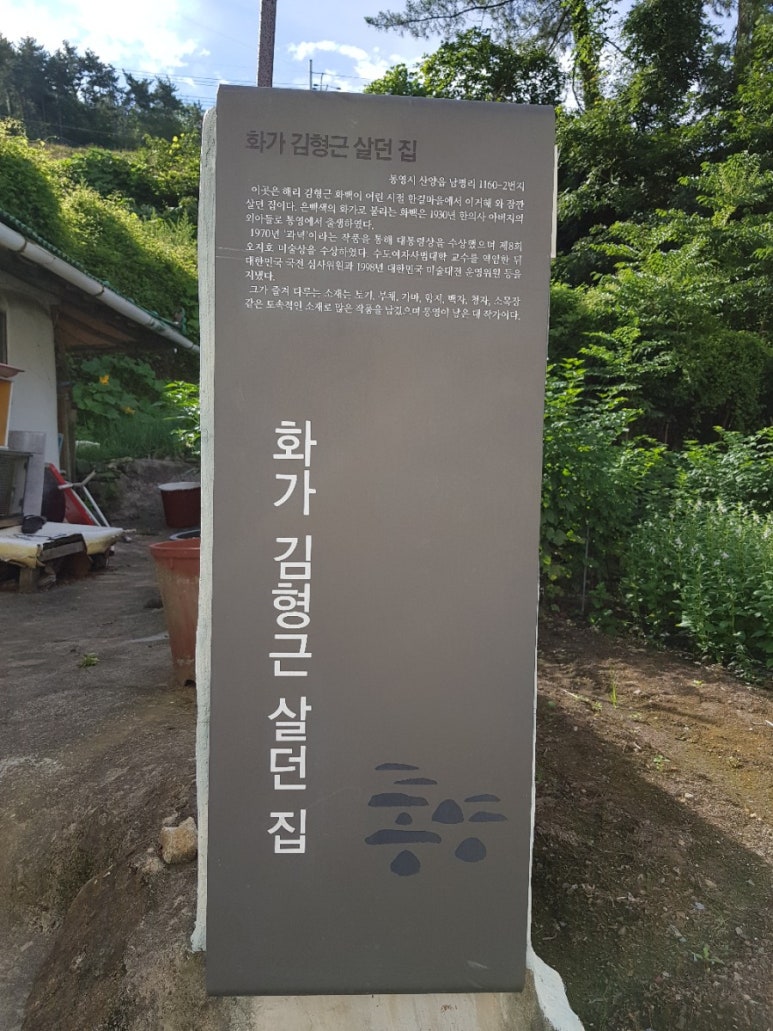 화가 김형근 살던 집
통영시 산양읍 남평리 1160-2번지
이곳은 해리 김형근 화백이 어린 시절 한길마을에서 이거해 와 잠깐
살던 집이다. 은백색의 화가로 불리는 화백은 1930년 한의사 아버지의
외아들로 통영에서 출생하였다.
1970년 '과녁'이라는 작품을 통해 대통령상을 수상했으며 제8회
오지호 미술상을 수상하였다. 수도여자사범대학 교수를 역임한 뒤
대한민국 국전 심사위원과 1998년 대한민국 미술대전 운영위원 등을
지냈다.
그가 즐겨 다루는 소재는 토기, 부채, 가마, 백자, 청자, 소목장
같은 토속적인 소재로 많은 작품을 남겼으며 통영이 낳은 대 작가이다.
화가 김형근 살던 집